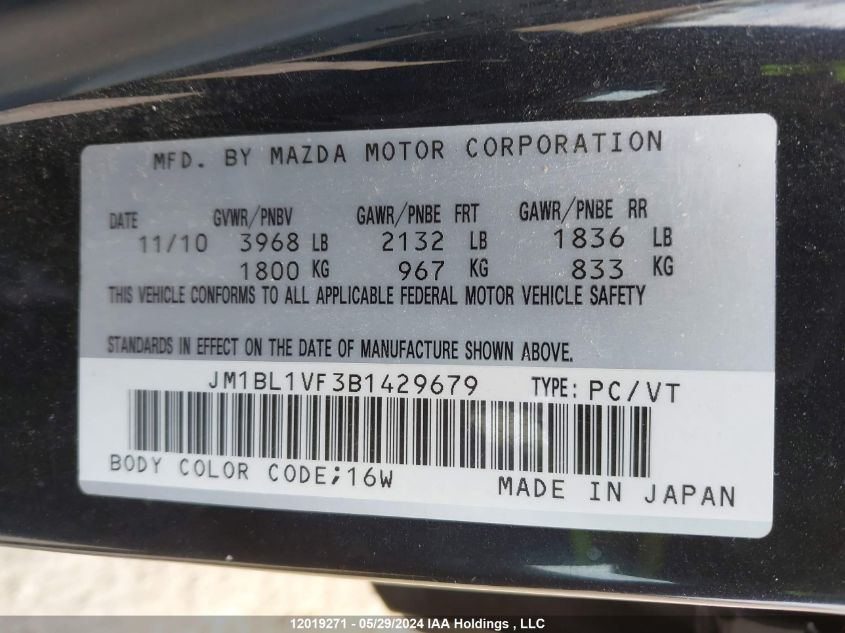 MFD. BY MAZDA MOTOR CORPORATION
DATE GVWR/PNBV GAWR/PNBE FRT GAWR/PNBE RR
11/10 3968 LB 2132 LB 1836 LB
1800 KG 967 KG 833 KG
THIS VEHICLE CONFORMS TO ALL APPLICABLE FEDERAL MOTOR VEHICLE SAFETY
STANDARDS IN EFFECT ON THE DATE OF MANUFACTURE SHOWN ABOVE.
JM1BL1VF3B1429679 TYPE: PC/VT
BODY COLOR CODE;16W
MADE IN JAPAN
12019271 - 05/29/2024 IAA Holdings , LLC